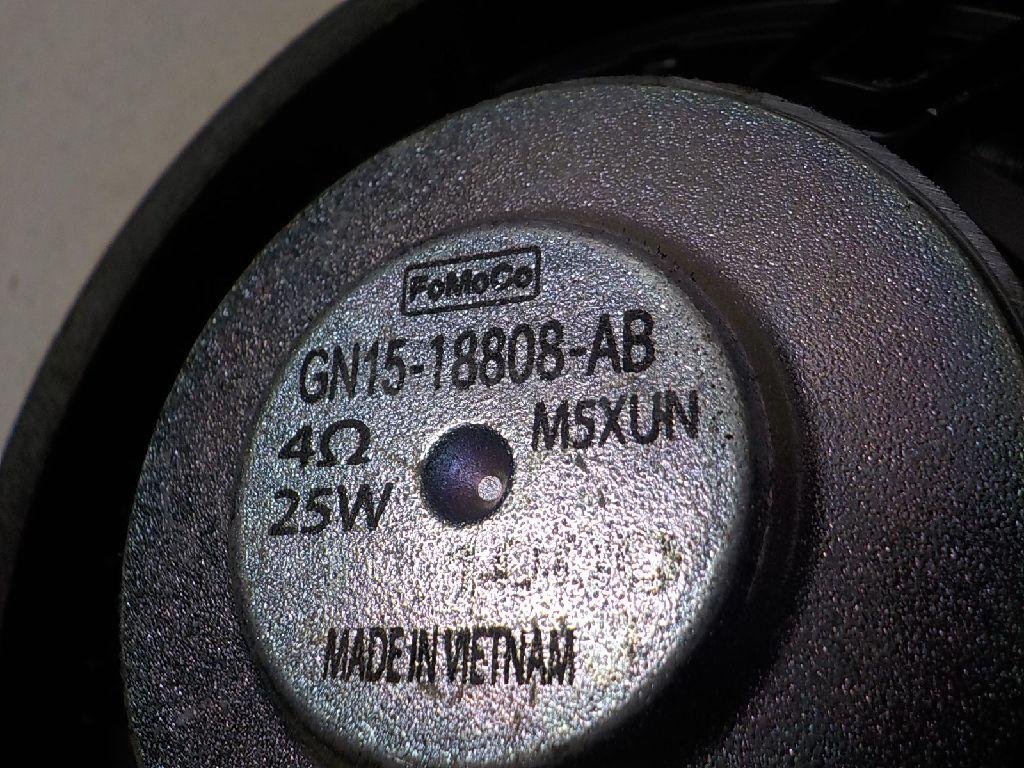 FoMoCo
GN15-18808-AB
4Ω M5XUN
25W
MADE IN VIETNAM